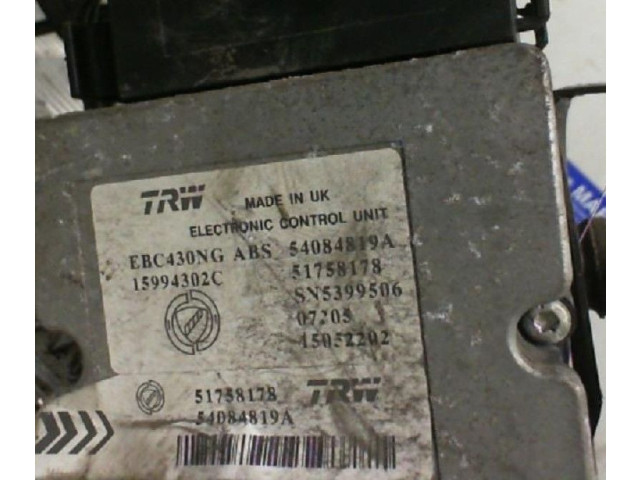 TRW MADE IN UK
ELECTRONIC CONTROL UNIT
EBC430NG ABS 54084819A
15994302C 51758178
SN5399506
07205
15052202
51758178 TRW
54084819A